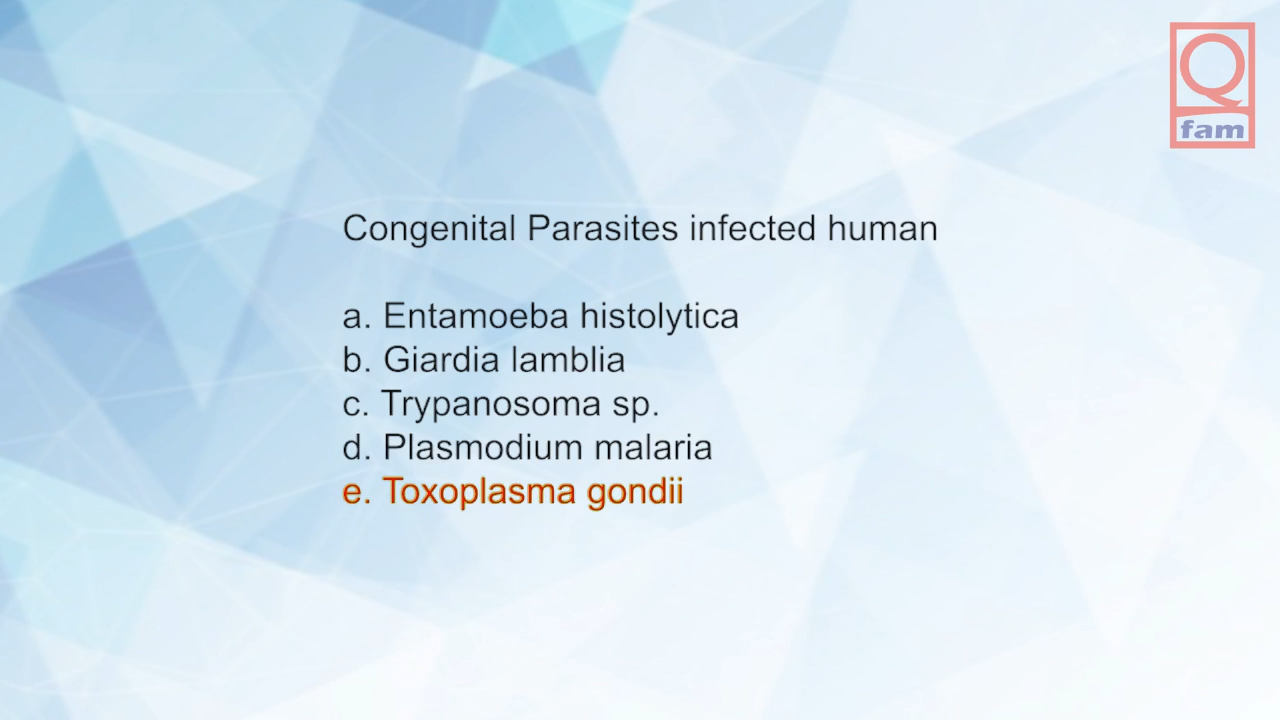 Q
fam
Congenital Parasites infected human
a. Entamoeba histolytica
b. Giardia lamblia
c. Trypanosoma sp.
d. Plasmodium malaria
e. Toxoplasma gondii